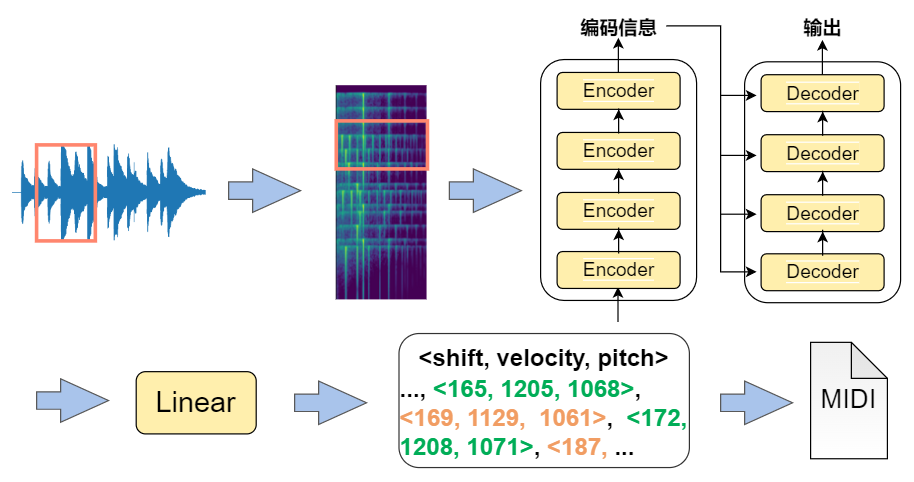 编码信息
输出
Encoder
Encoder
Encoder
Encoder
Decoder
Decoder
Decoder
Decoder
Linear
<shift, velocity, pitch>
..., <165, 1205, 1068>,
<169, 1129, 1061>, <172,
1208, 1071>, <187, ...
MIDI